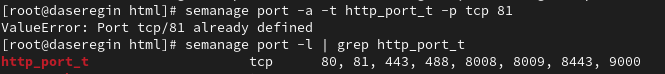 [root@daseregin html]# semanage port -a -t http_port_t -p tcp 81
ValueError: Port tcp/81 already defined
[root@daseregin html]# semanage port -l | grep http_port_t
http_port_t tcp 80, 81, 443, 488, 8008, 8009, 8443, 9000